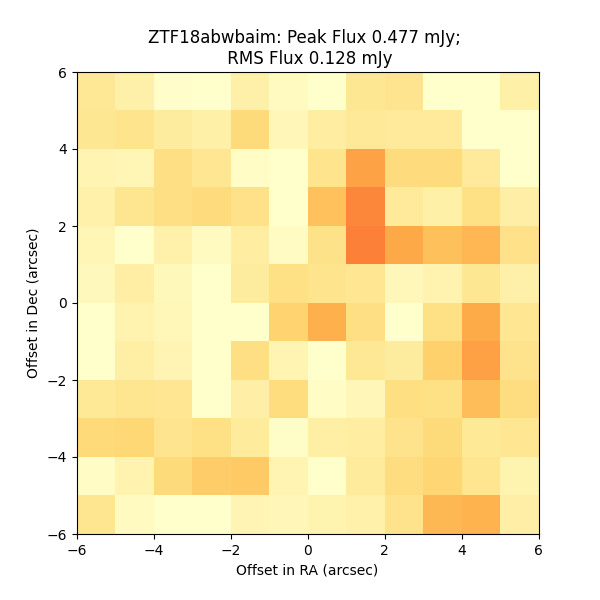 ZTF18abwbaim: Peak Flux 0.477 mJy;
RMS Flux 0.128 mJy
6
4
2
0
−2
−4
−6
Offset in Dec (arcsec)
−6 −4 −2 0 2 4 6
Offset in RA (arcsec)